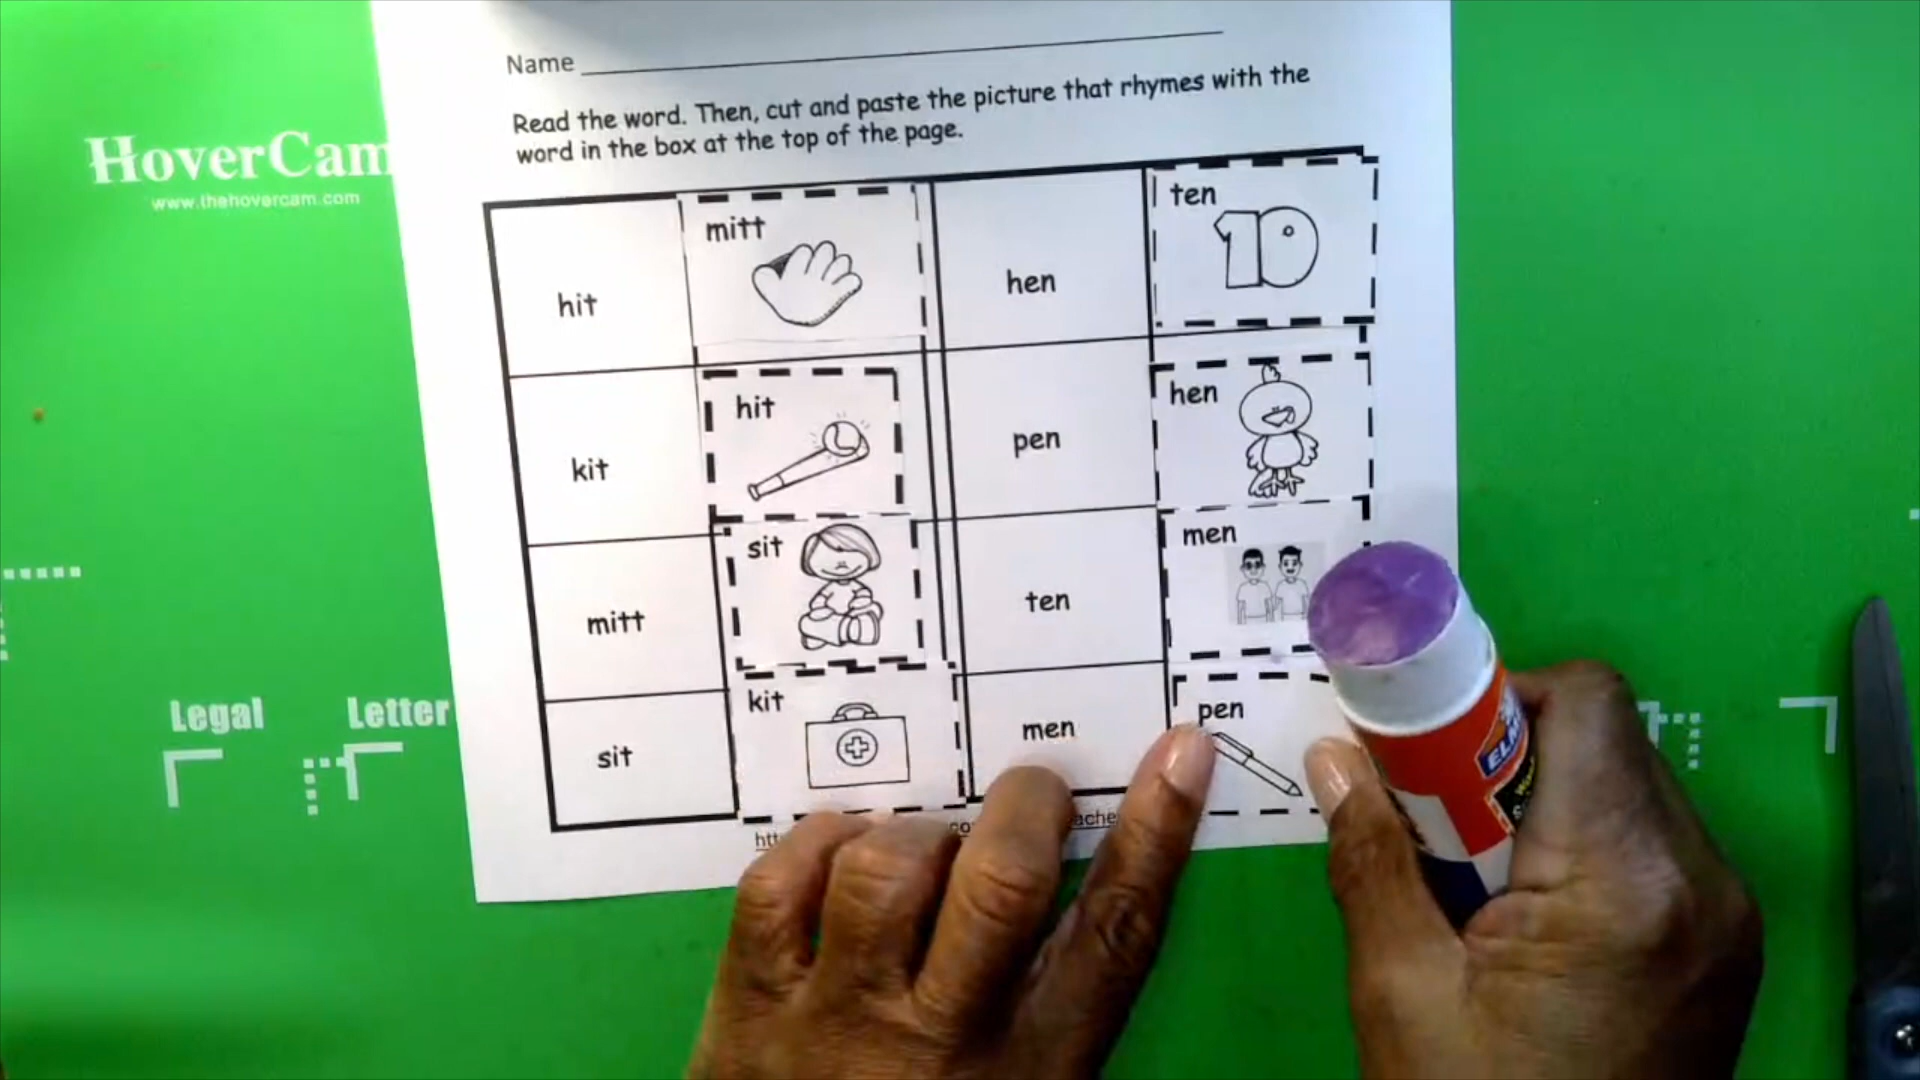 Name
Read the word. Then, cut and paste the picture that rhymes with the
word in the box at the top of the page.
HoverCam
www.thehovercam.com
hit
mitt
hen
ten
10
kit
hit
pen
hen
mitt
sit
ten
men
sit
kit
men
pen
Legal
Letter